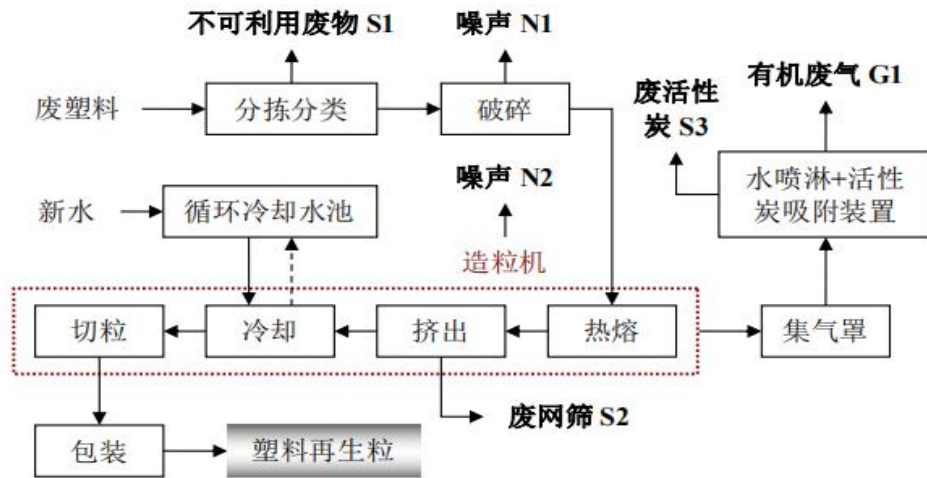 不可利用废物 S1
噪声 N1
有机废气 G1
废活性
炭 S3
废塑料
分拣分类
破碎
水喷淋+活性
炭吸附装置
噪声 N2
新水
循环冷却水池
造粒机
切粒
冷却
挤出
热熔
集气罩
废网筛 S2
包装
塑料再生粒